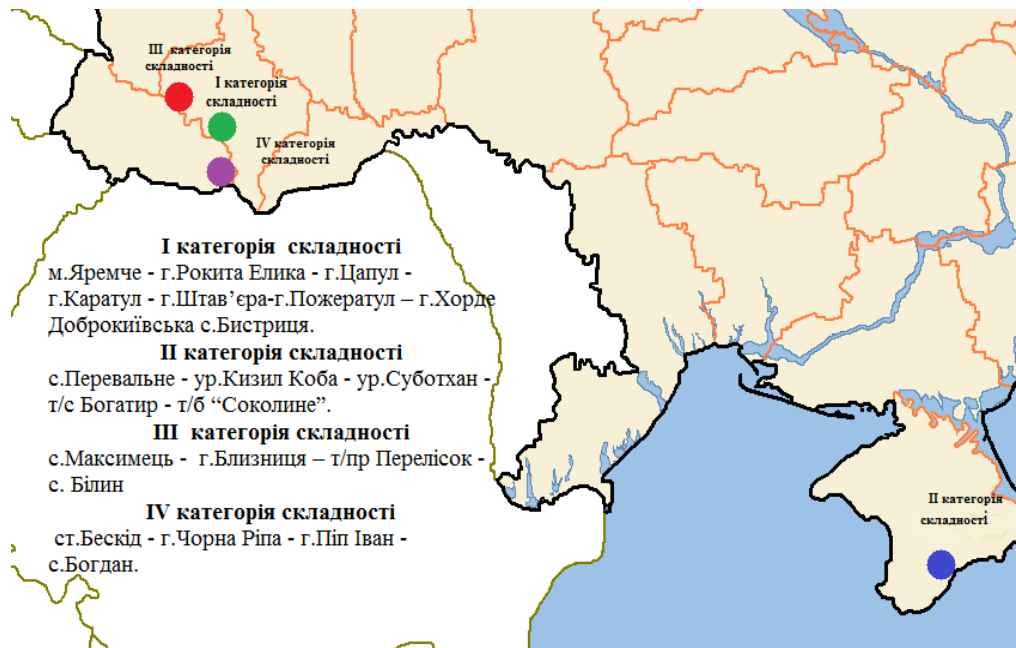 III категорія
складності
I категорія
складності
IV категорія
складності
I категорія складності
м.Яремче - г.Рокита Елика - г.Цапул -
г.Каратул - г.Штав’єра-г.Пожератул – г.Хорде
Доброкиївська с.Бистриця.
II категорія складності
с.Перевальне - ур.Кизил Коба - ур.Суботхан -
т/с Богатир - т/б “Соколине”.
III категорія складності
с.Максимець - г.Близниця – т/пр Перелісок -
с. Білин
IV категорія складності
ст.Бескід - г.Чорна Ріпа - г.Піп Іван -
с.Богдан.
II категорія
складності